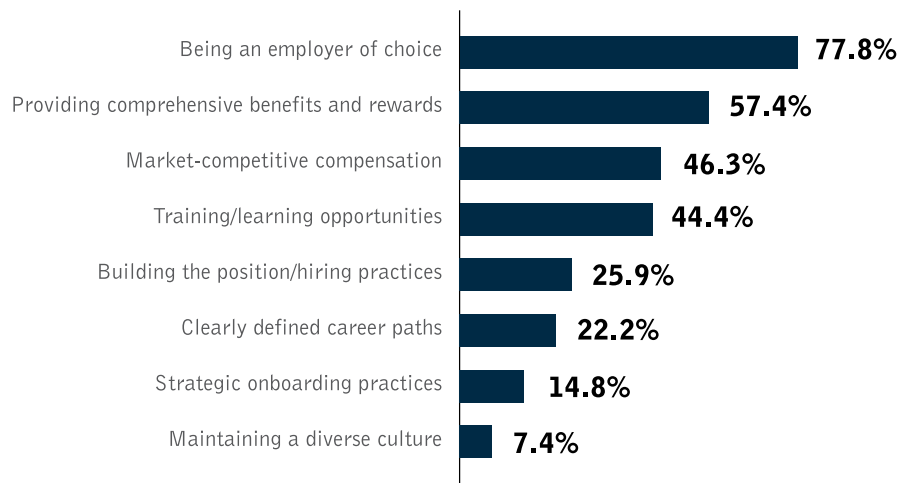 Being an employer of choice 77.8%
Providing comprehensive benefits and rewards 57.4%
Market-competitive compensation 46.3%
Training/learning opportunities 44.4%
Building the position/hiring practices 25.9%
Clearly defined career paths 22.2%
Strategic onboarding practices 14.8%
Maintaining a diverse culture 7.4%